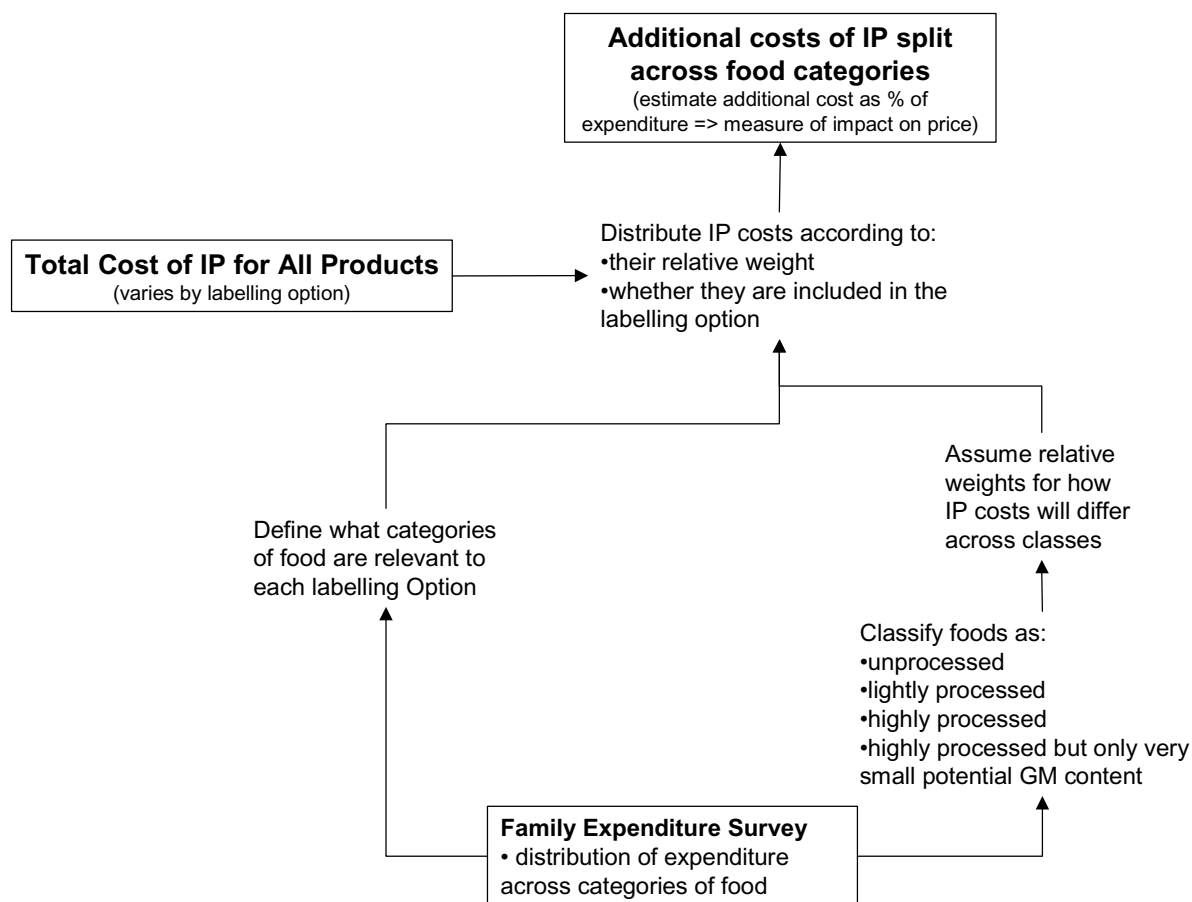 Additional costs of IP split
across food categories
(estimate additional cost as % of
expenditure => measure of impact on price)
Distribute IP costs according to:
•their relative weight
•whether they are included in the
labelling option
Total Cost of IP for All Products
(varies by labelling option)
Assume relative
weights for how
IP costs will differ
across classes
Define what categories
of food are relevant to
each labelling Option
Classify foods as:
•unprocessed
•lightly processed
•highly processed
•highly processed but only very
small potential GM content
Family Expenditure Survey
• distribution of expenditure
across categories of food